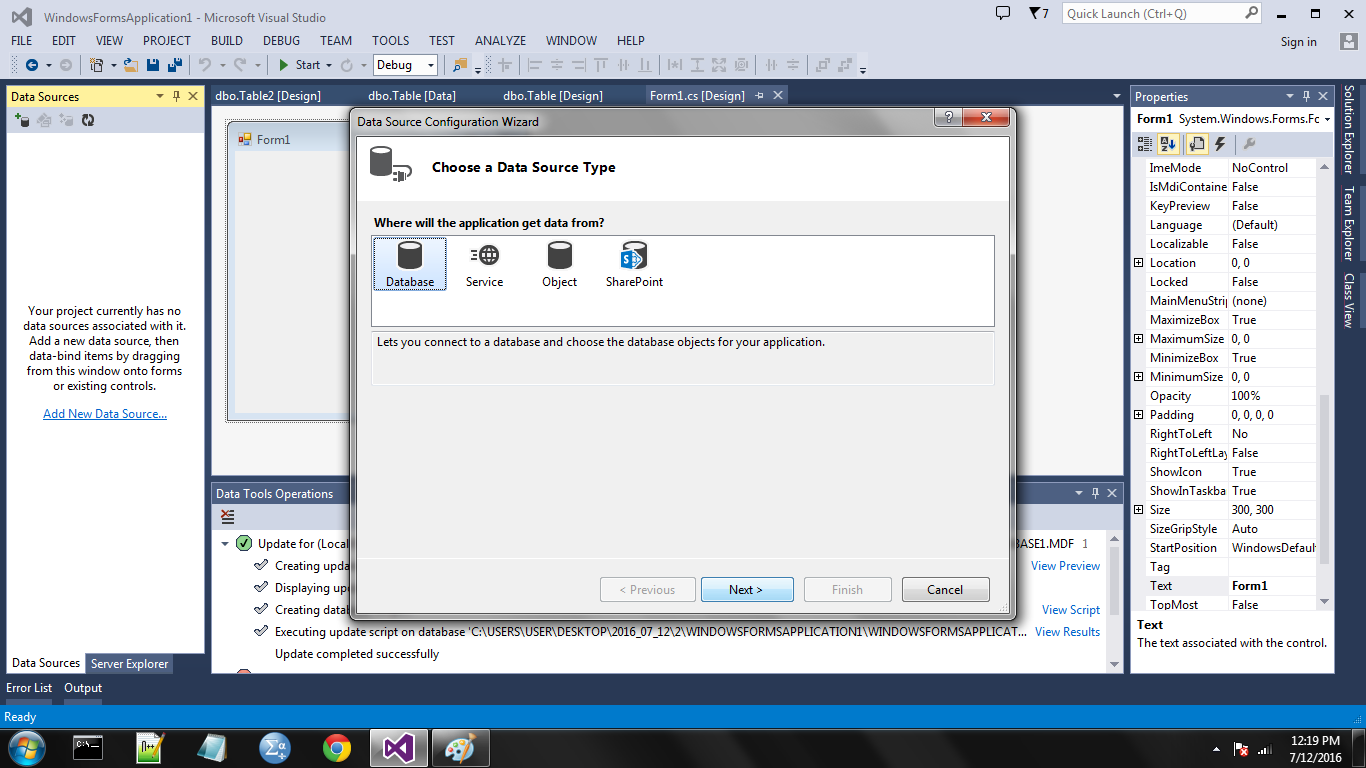 WindowsFormsApplication1 - Microsoft Visual Studio
7
Quick Launch (Ctrl+Q)
FILE EDIT VIEW PROJECT BUILD DEBUG TEAM TOOLS TEST ANALYZE WINDOW HELP
Sign in
Start
Debug
Data Sources
Your project currently has no
data sources associated with it.
Add a new data source, then
data-bind items by dragging
from this window onto forms
or existing controls.
Add New Data Source...
Data Sources
Server Explorer
dbo.Table2 [Design]
dbo.Table [Data]
dbo.Table [Design]
Form1.cs [Design]
Form1
Data Source Configuration Wizard
?
Choose a Data Source Type
Where will the application get data from?
Database
Service
Object
SharePoint
Lets you connect to a database and choose the database objects for your application.
< Previous
Next >
Finish
Cancel
Data Tools Operations
Update for (Local
BASE1.MDF 1
Creating upda
View Preview
Displaying upd
Creating datab
View Script
Executing update script on database 'C:\USERS\USER\DESKTOP\2016_07_12\2\WINDOWSFORMSAPPLICATION1\WINDOWSFORMSAPPLICAT...
View Results
Update completed successfully
Properties
Form1 System.Windows.Forms.Fc
ImeMode NoControl
IsMdiContaine False
KeyPreview False
Language (Default)
Localizable False
Location 0, 0
Locked False
MainMenuStrip (none)
MaximizeBox True
MaximumSize 0, 0
MinimizeBox True
MinimumSize 0, 0
Opacity 100%
Padding 0, 0, 0, 0
RightToLeft No
RightToLeftLay False
ShowIcon True
ShowInTaskba True
Size 300, 300
SizeGripStyle Auto
StartPosition WindowsDefaul
Tag
Text Form1
TopMost False
Text
The text associated with the control.
Solution Explorer
Team Explorer
Class View
Error List
Output
Ready
12:19 PM
7/12/2016